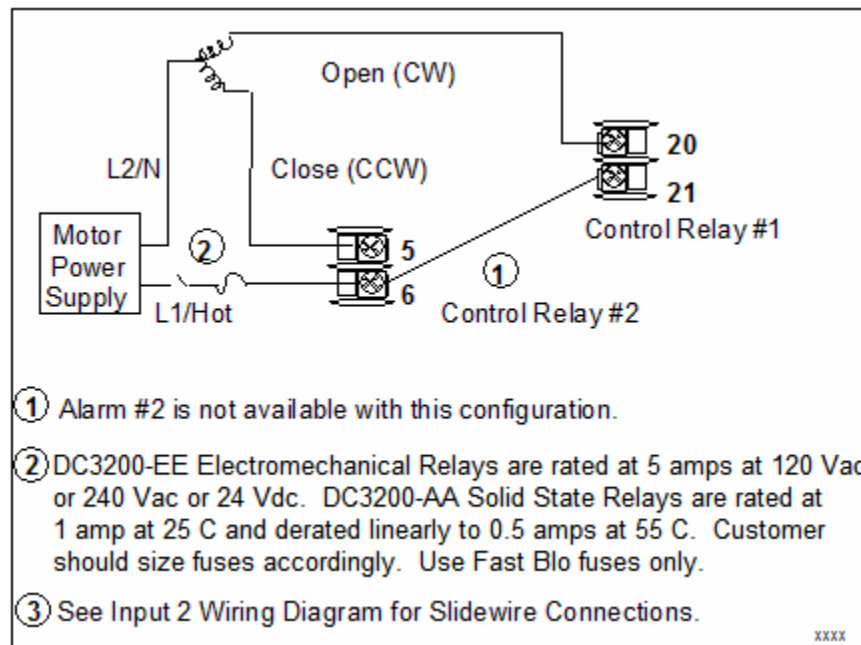 Open (CW)
20
L2/N
Close (CCW)
21
Control Relay #1
Motor
Power
Supply
2
5
1
6
L1/Hot
Control Relay #2
1 Alarm #2 is not available with this configuration.
2 DC3200-EE Electromechanical Relays are rated at 5 amps at 120 Vac
or 240 Vac or 24 Vdc. DC3200-AA Solid State Relays are rated at
1 amp at 25 C and derated linearly to 0.5 amps at 55 C. Customer
should size fuses accordingly. Use Fast Blo fuses only.
3 See Input 2 Wiring Diagram for Slidewire Connections.
xxxx